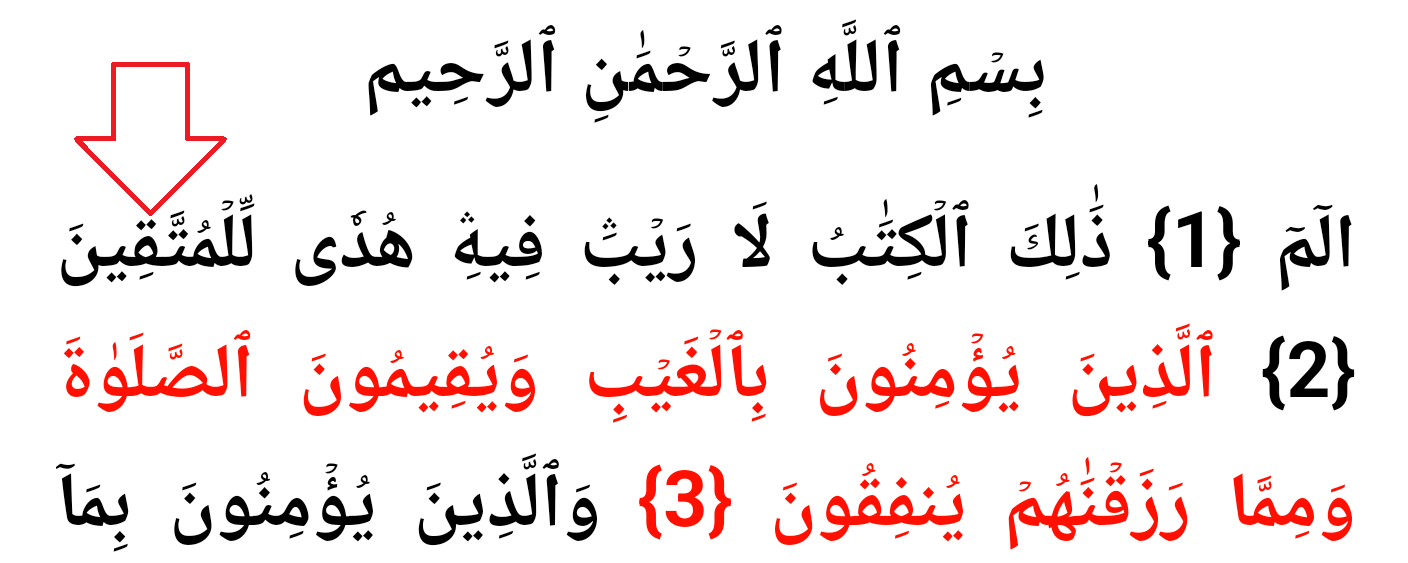 بِسۡمِ ٱللَّهِ ٱلرَّحۡمَٰنِ ٱلرَّحِيم
الٓمٓ {1} ذَٰلِكَ ٱلۡكِتَٰبُ لَا رَيۡبَۛ فِيهِۛ هُدٗى لِّلۡمُتَّقِينَ
{2} ٱلَّذِينَ يُؤۡمِنُونَ بِٱلۡغَيۡبِ وَيُقِيمُونَ ٱلصَّلَوٰةَ
وَمِمَّا رَزَقۡنَٰهُمۡ يُنفِقُونَ {3} وَٱلَّذِينَ يُؤۡمِنُونَ بِمَآ